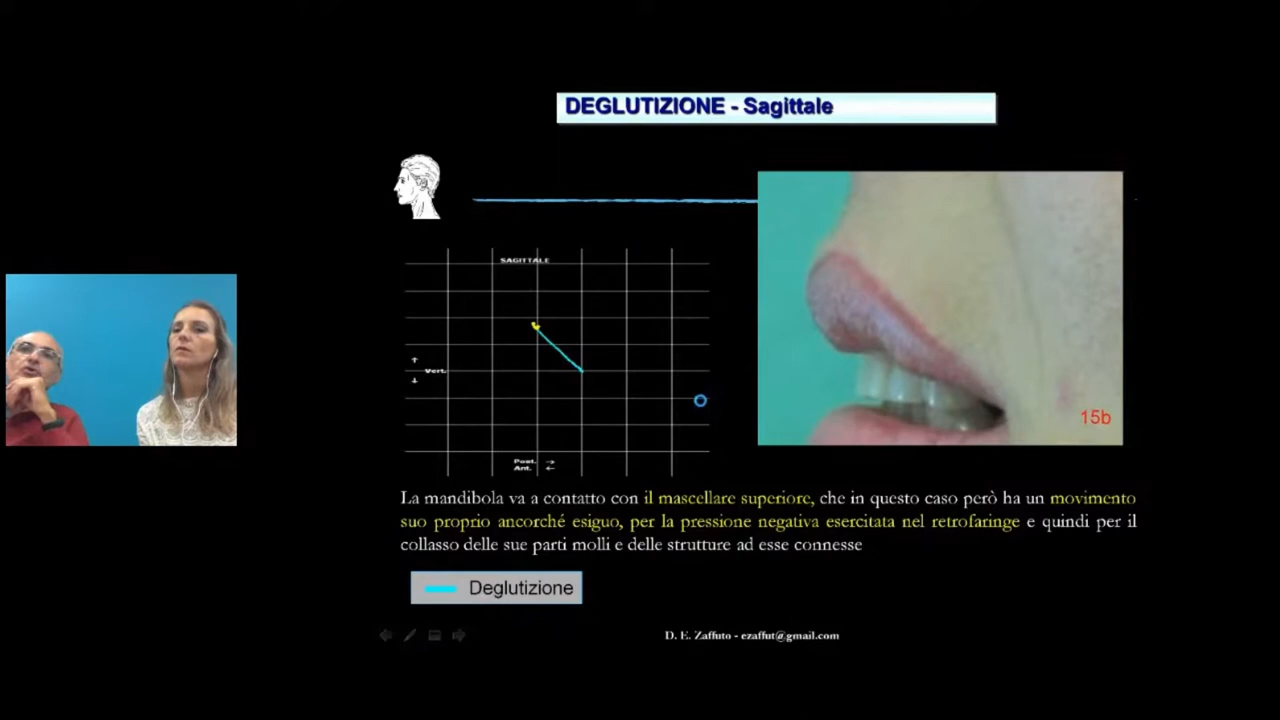 DEGLUTIZIONE - Sagittale
SAGITTALE
↑
Vert.
↓
Post. →
Ant. ←
15b
La mandibola va a contatto con il mascellare superiore, che in questo caso però ha un movimento
suo proprio ancorché esiguo, per la pressione negativa esercitata nel retrofaringe e quindi per il
collasso delle sue parti molli e delle strutture ad esse connesse
Deglutizione
D. E. Zaffuto - ezaffut@gmail.com